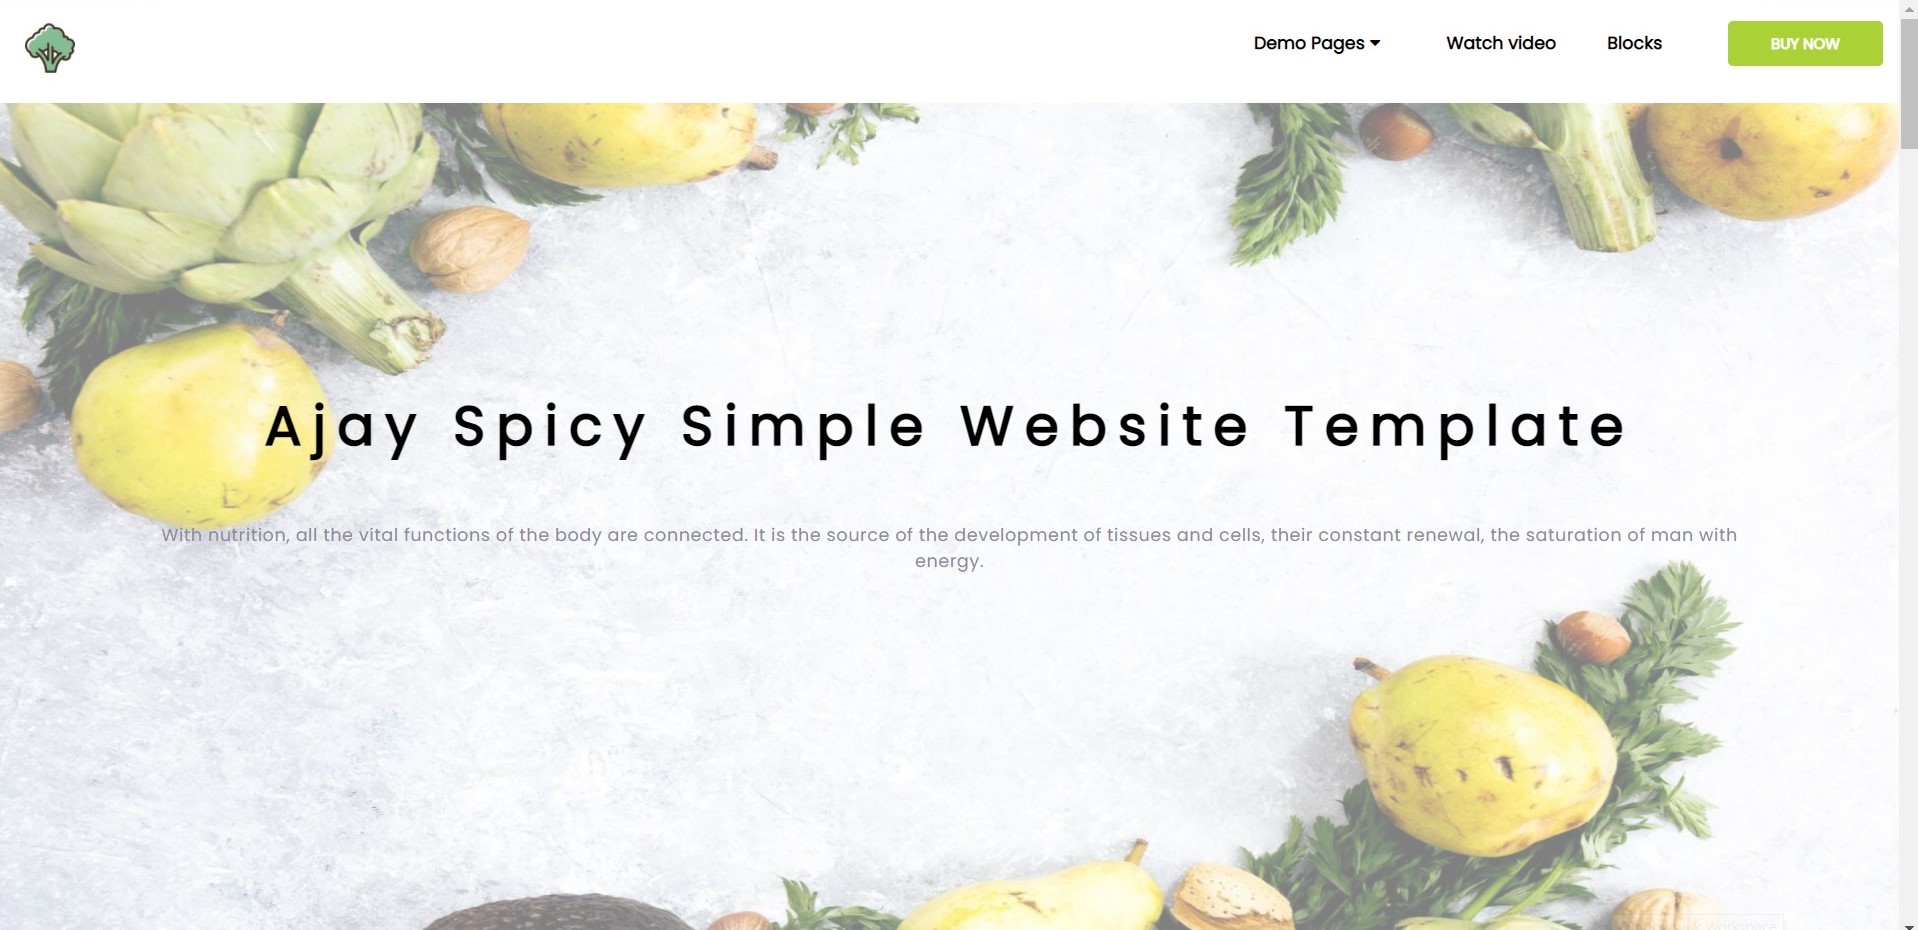 Demo Pages
Watch video
Blocks
BUY NOW
Ajay Spicy Simple Website Template
With nutrition, all the vital functions of the body are connected. It is the source of the development of tissues and cells, their constant renewal, the saturation of man with
energy.